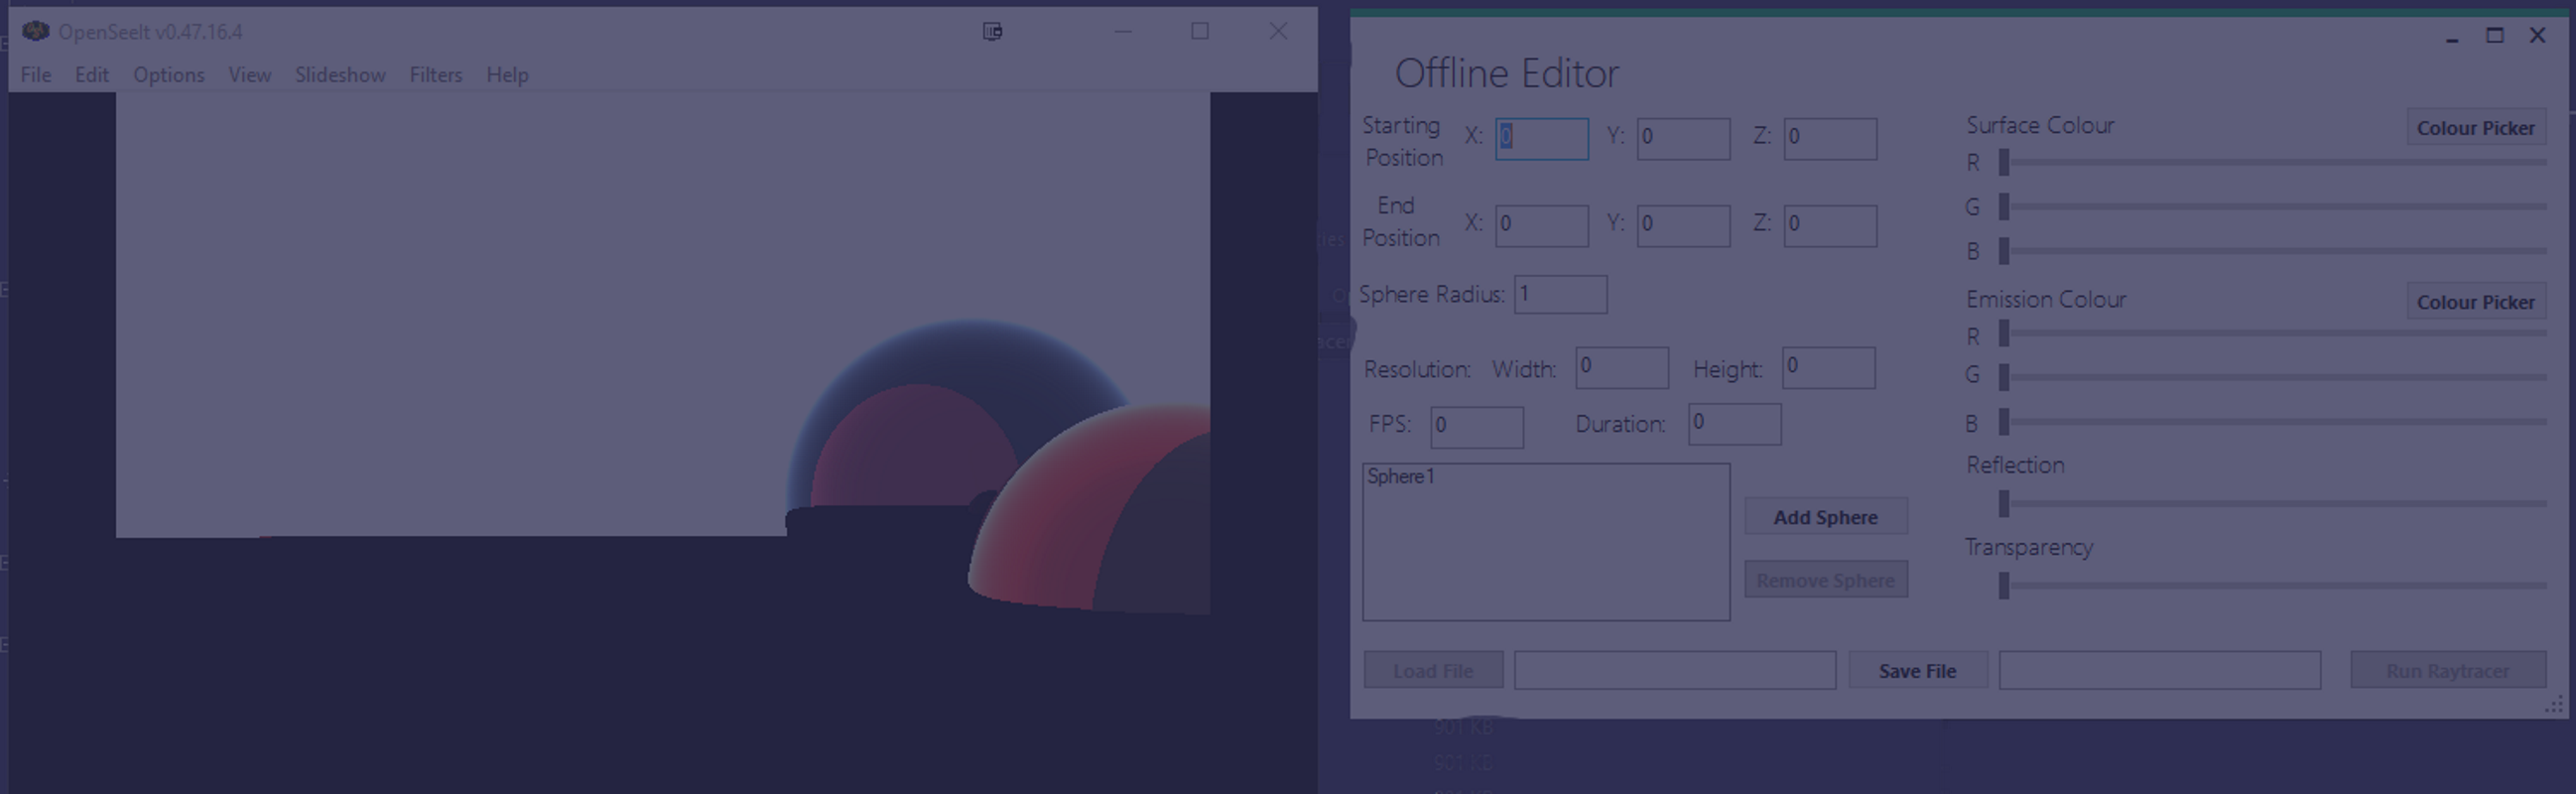 OpenSeeIt v0.47.16.4
File Edit Options View Slideshow Filters Help
Offline Editor
Starting Position X: 0 Y: 0 Z: 0
End Position X: 0 Y: 0 Z: 0
Sphere Radius: 1
Resolution: Width: 0 Height: 0
FPS: 0 Duration: 0
Sphere1
Add Sphere
Remove Sphere
Surface Colour Colour Picker
R
G
B
Emission Colour Colour Picker
R
G
B
Reflection
Transparency
Load File Save File Run Raytracer
901 KB
901 KB